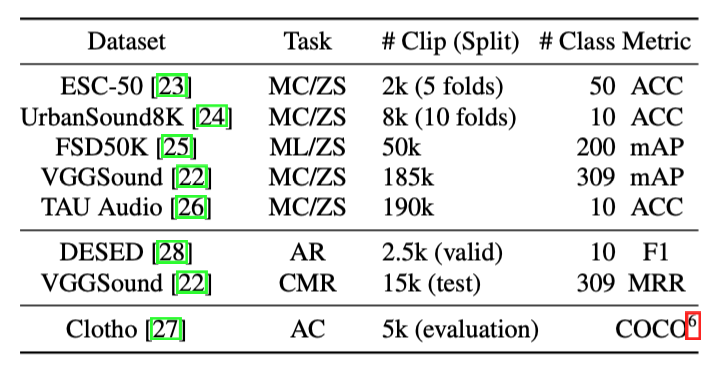 Dataset Task # Clip (Split) # Class Metric
ESC-50 [23] MC/ZS 2k (5 folds) 50 ACC
UrbanSound8K [24] MC/ZS 8k (10 folds) 10 ACC
FSD50K [25] ML/ZS 50k 200 mAP
VGGSound [22] MC/ZS 185k 309 mAP
TAU Audio [26] MC/ZS 190k 10 ACC
DESED [28] AR 2.5k (valid) 10 F1
VGGSound [22] CMR 15k (test) 309 MRR
Clotho [27] AC 5k (evaluation) COCO⁶